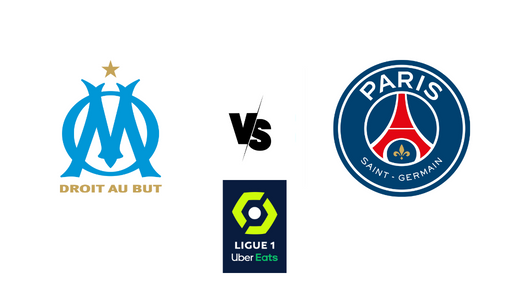 DROIT AU BUT
VS
PARIS
SAINT - GERMAIN
LIGUE 1
Uber Eats